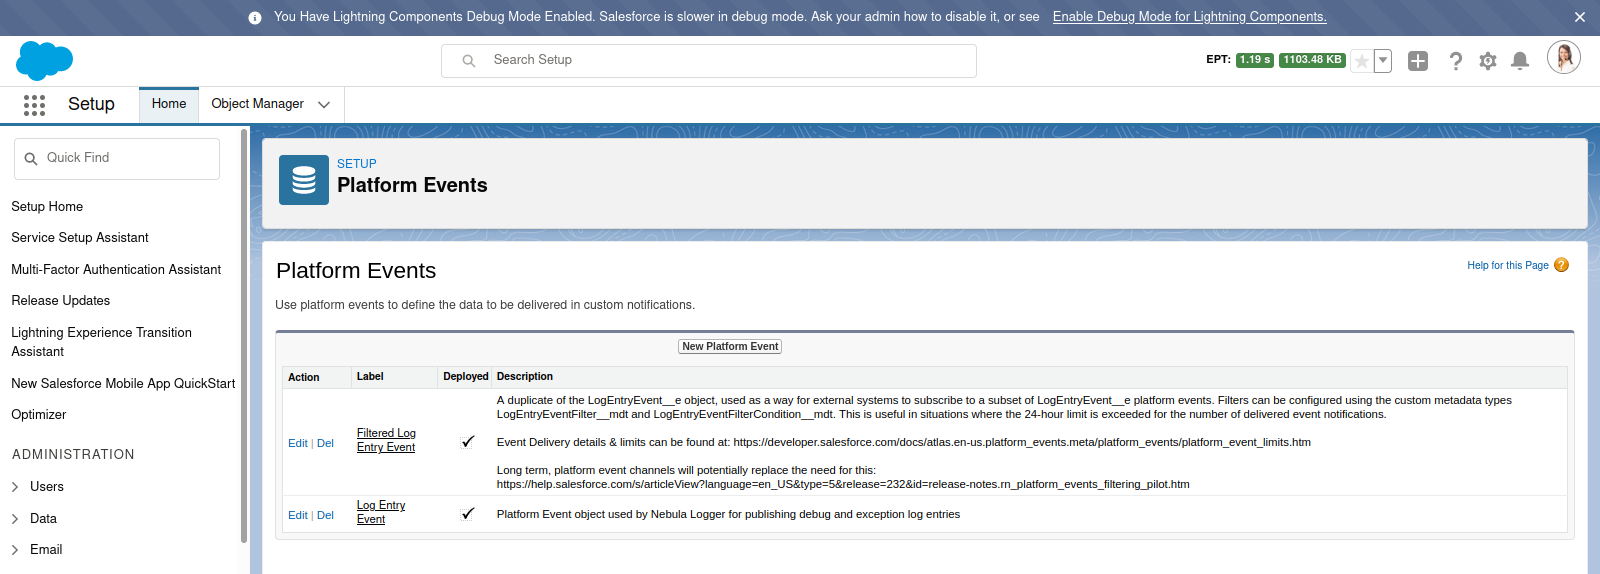 You Have Lightning Components Debug Mode Enabled. Salesforce is slower in debug mode. Ask your admin how to disable it, or see Enable Debug Mode for Lightning Components.
Search Setup
EPT: 1.19 s 1103.48 KB
Setup
Home
Object Manager
Quick Find
Setup Home
Service Setup Assistant
Multi-Factor Authentication Assistant
Release Updates
Lightning Experience Transition
Assistant
New Salesforce Mobile App QuickStart
Optimizer
ADMINISTRATION
Users
Data
Email
SETUP
Platform Events
Platform Events
Help for this Page ?
Use platform events to define the data to be delivered in custom notifications.
New Platform Event
Action Label Deployed Description
Edit | Del
Filtered Log
Entry Event
A duplicate of the LogEntryEvent__e object, used as a way for external systems to subscribe to a subset of LogEntryEvent__e platform events. Filters can be configured using the custom metadata types
LogEntryEventFilter__mdt and LogEntryEventFilterCondition__mdt. This is useful in situations where the 24-hour limit is exceeded for the number of delivered event notifications.
Event Delivery details & limits can be found at: https://developer.salesforce.com/docs/atlas.en-us.platform_events.meta/platform_events/platform_event_limits.htm
Long term, platform event channels will potentially replace the need for this:
https://help.salesforce.com/s/articleView?language=en_US&type=5&release=232&id=release-notes.rn_platform_events_filtering_pilot.htm
Edit | Del
Log Entry
Event
Platform Event object used by Nebula Logger for publishing debug and exception log entries